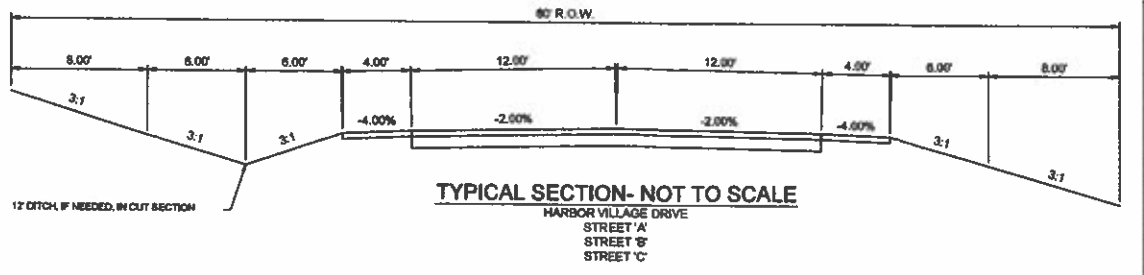 60' R.O.W.
8.00' 6.00' 6.00' 4.00' 12.00' 12.00' 4.00' 6.00' 8.00'
3:1 3:1 3:1 -4.00% -2.00% -2.00% -4.00% 3:1 3:1
12' DITCH, IF NEEDED, IN CUT SECTION
TYPICAL SECTION- NOT TO SCALE
HARBOR VILLAGE DRIVE
STREET 'A'
STREET 'B'
STREET 'C'